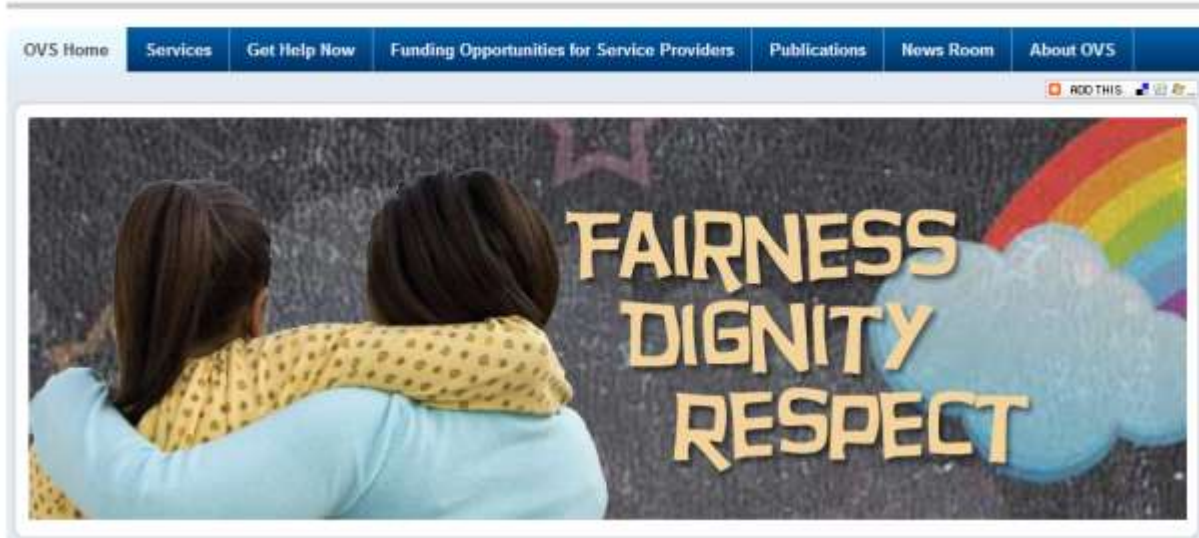 OVS Home Services Get Help Now Funding Opportunities for Service Providers Publications News Room About OVS
ADD THIS
FAIRNESS
DIGNITY
RESPECT